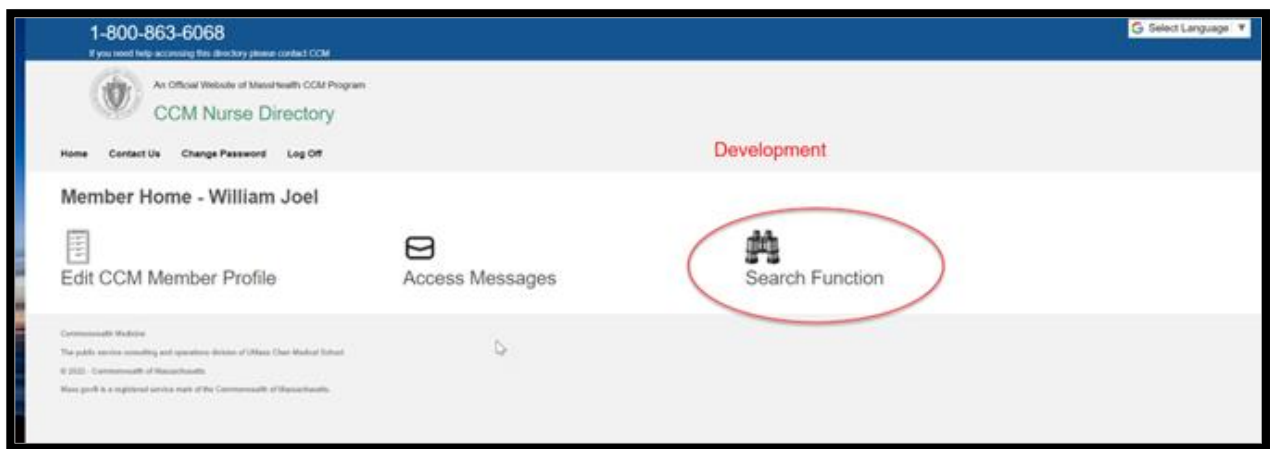 1-800-863-6068
Select Language ▼
If you need help accessing this directory please contact CCM
An Official Website of MassHealth CCM Program
CCM Nurse Directory
Home Contact Us Change Password Log Off
Development
Member Home - William Joel
Edit CCM Member Profile
Access Messages
Search Function
Commonwealth Medicine
The public service consulting and operations division of UMass Chan Medical School
© 2022 - Commonwealth of Massachusetts
Mass.gov® is a registered service mark of the Commonwealth of Massachusetts.